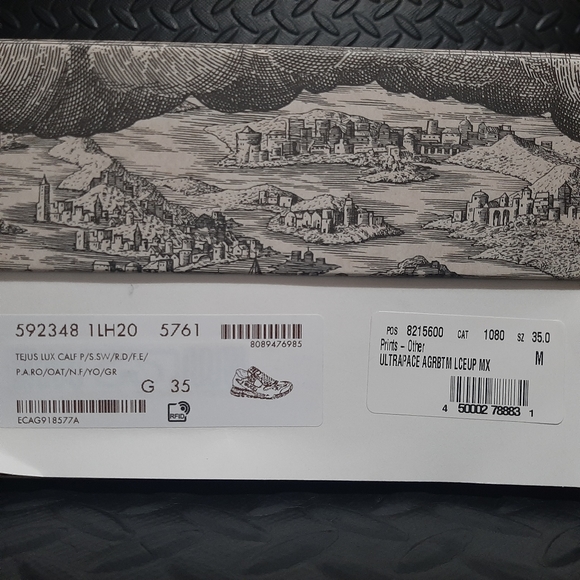 592348 1LH20 5761
8089476985
TEJUS LUX CALF P/S.SW/R.D/F.E/
P.A.RO/OAT/N.F/YO/GR
G 35
ECAG918577A
RFID
POS 8215600 CAT 1080 SZ 35.0
Prints - Other M
ULTRAPACE AGRBTM LCEUP MX
4 50002 78883 1